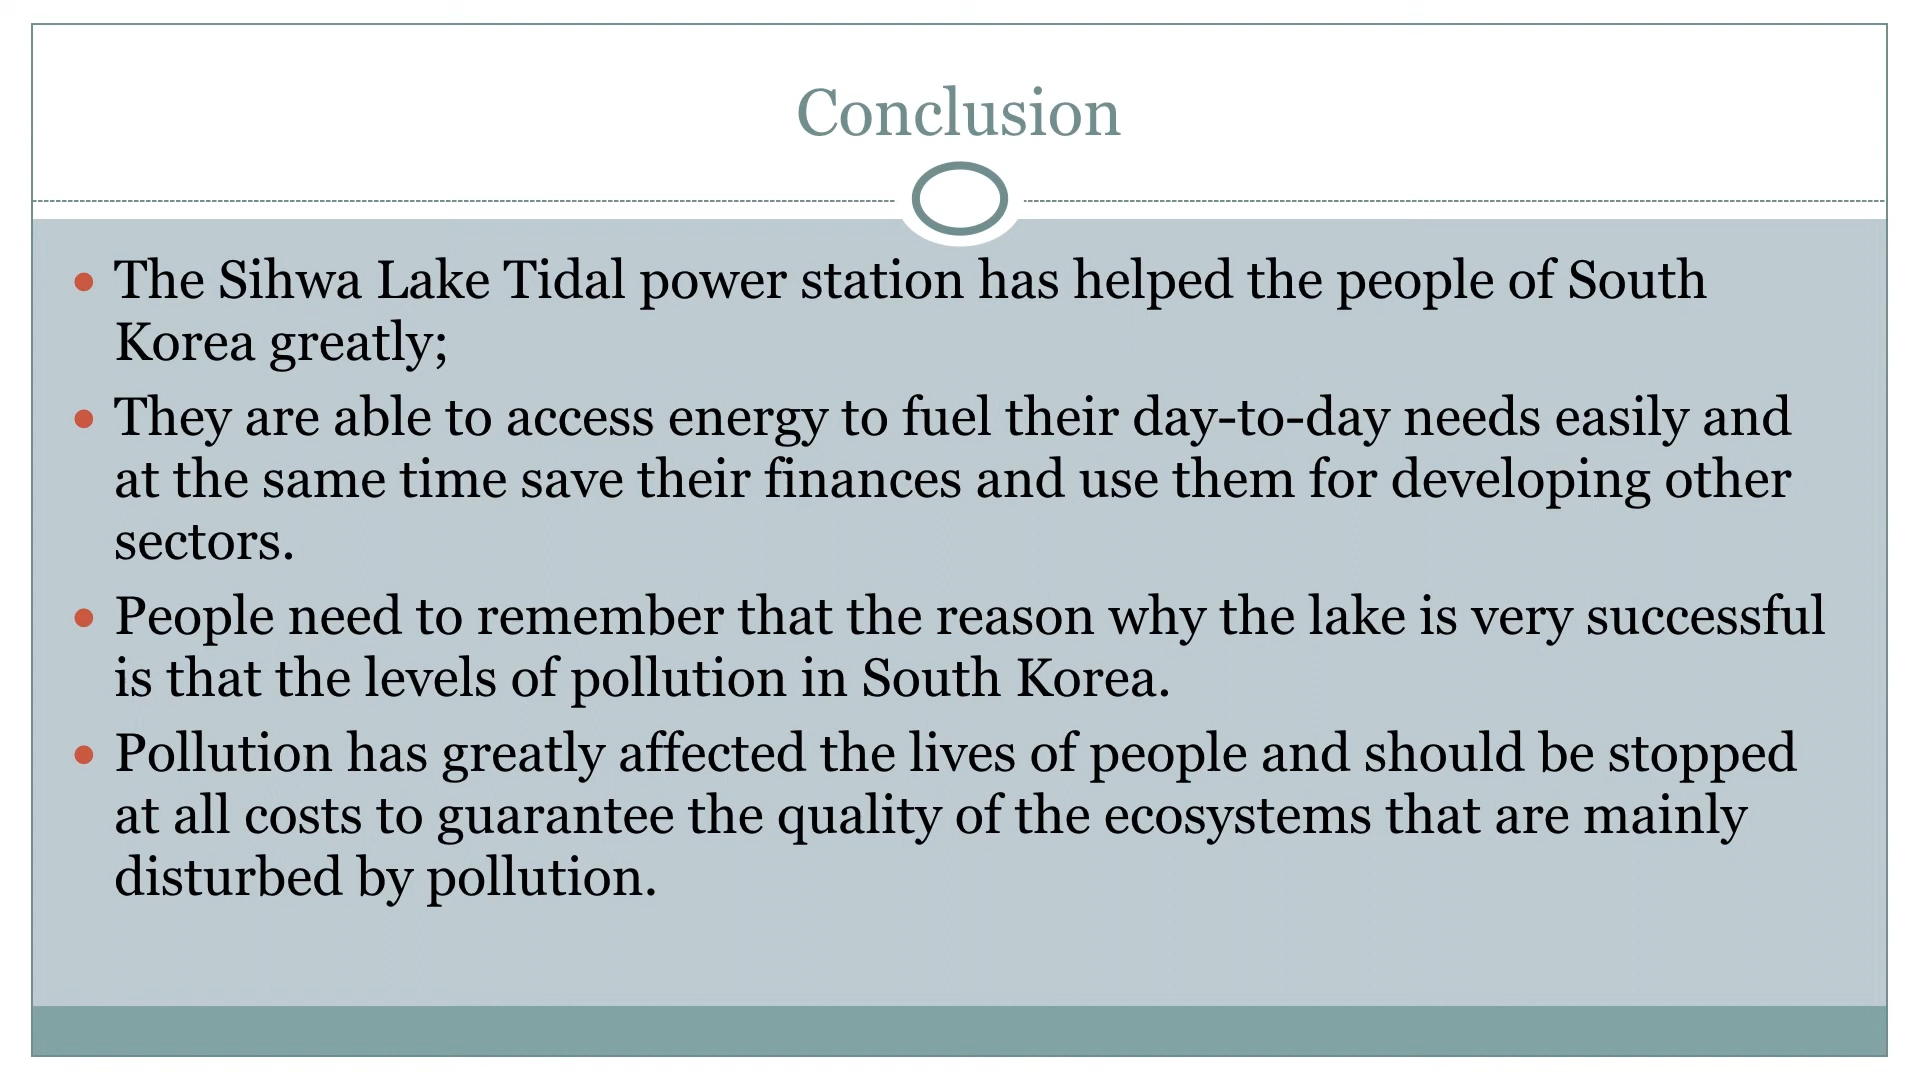 Conclusion
• The Sihwa Lake Tidal power station has helped the people of South
Korea greatly;
• They are able to access energy to fuel their day-to-day needs easily and
at the same time save their finances and use them for developing other
sectors.
• People need to remember that the reason why the lake is very successful
is that the levels of pollution in South Korea.
• Pollution has greatly affected the lives of people and should be stopped
at all costs to guarantee the quality of the ecosystems that are mainly
disturbed by pollution.